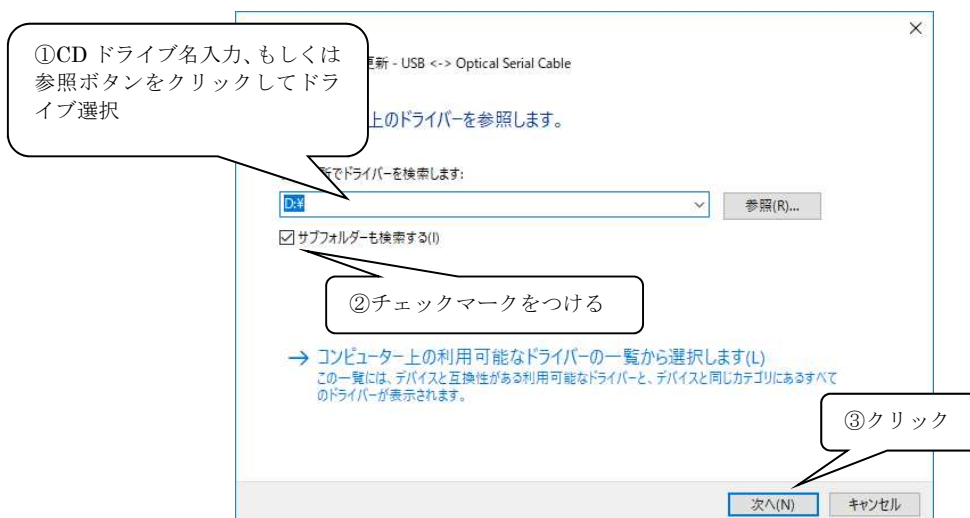 ①CD ドライブ名入力、もしくは
参照ボタンをクリックしてドラ
イブ選択
更新 - USB <-> Optical Serial Cable
上のドライバーを参照します。
所でドライバーを検索します:
D:¥
参照(R)...
サブフォルダーも検索する(I)
②チェックマークをつける
→ コンピューター上の利用可能なドライバーの一覧から選択します(L)
この一覧には、デバイスと互換性がある利用可能なドライバーと、デバイスと同じカテゴリにあるすべて
のドライバーが表示されます。
③クリック
次へ(N)
キャンセル